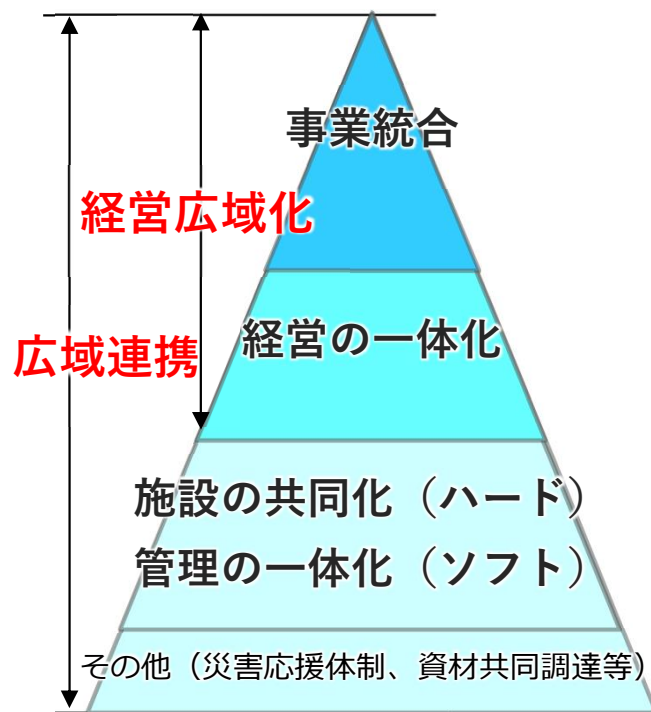 事業統合
経営広域化
経営の一体化
広域連携
施設の共同化（ハード）
管理の一体化（ソフト）
その他（災害応援体制、資材共同調達等）